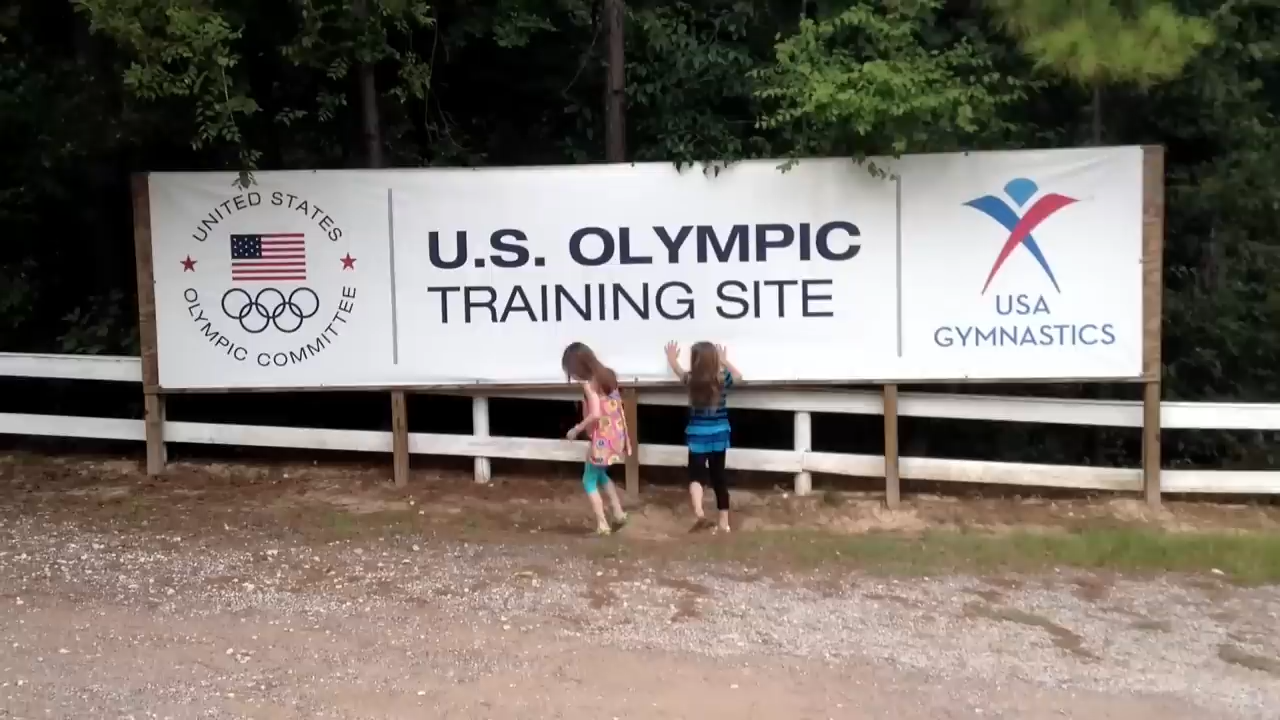 UNITED STATES
OLYMPIC COMMITTEE
U.S. OLYMPIC
TRAINING SITE
USA
GYMNASTICS